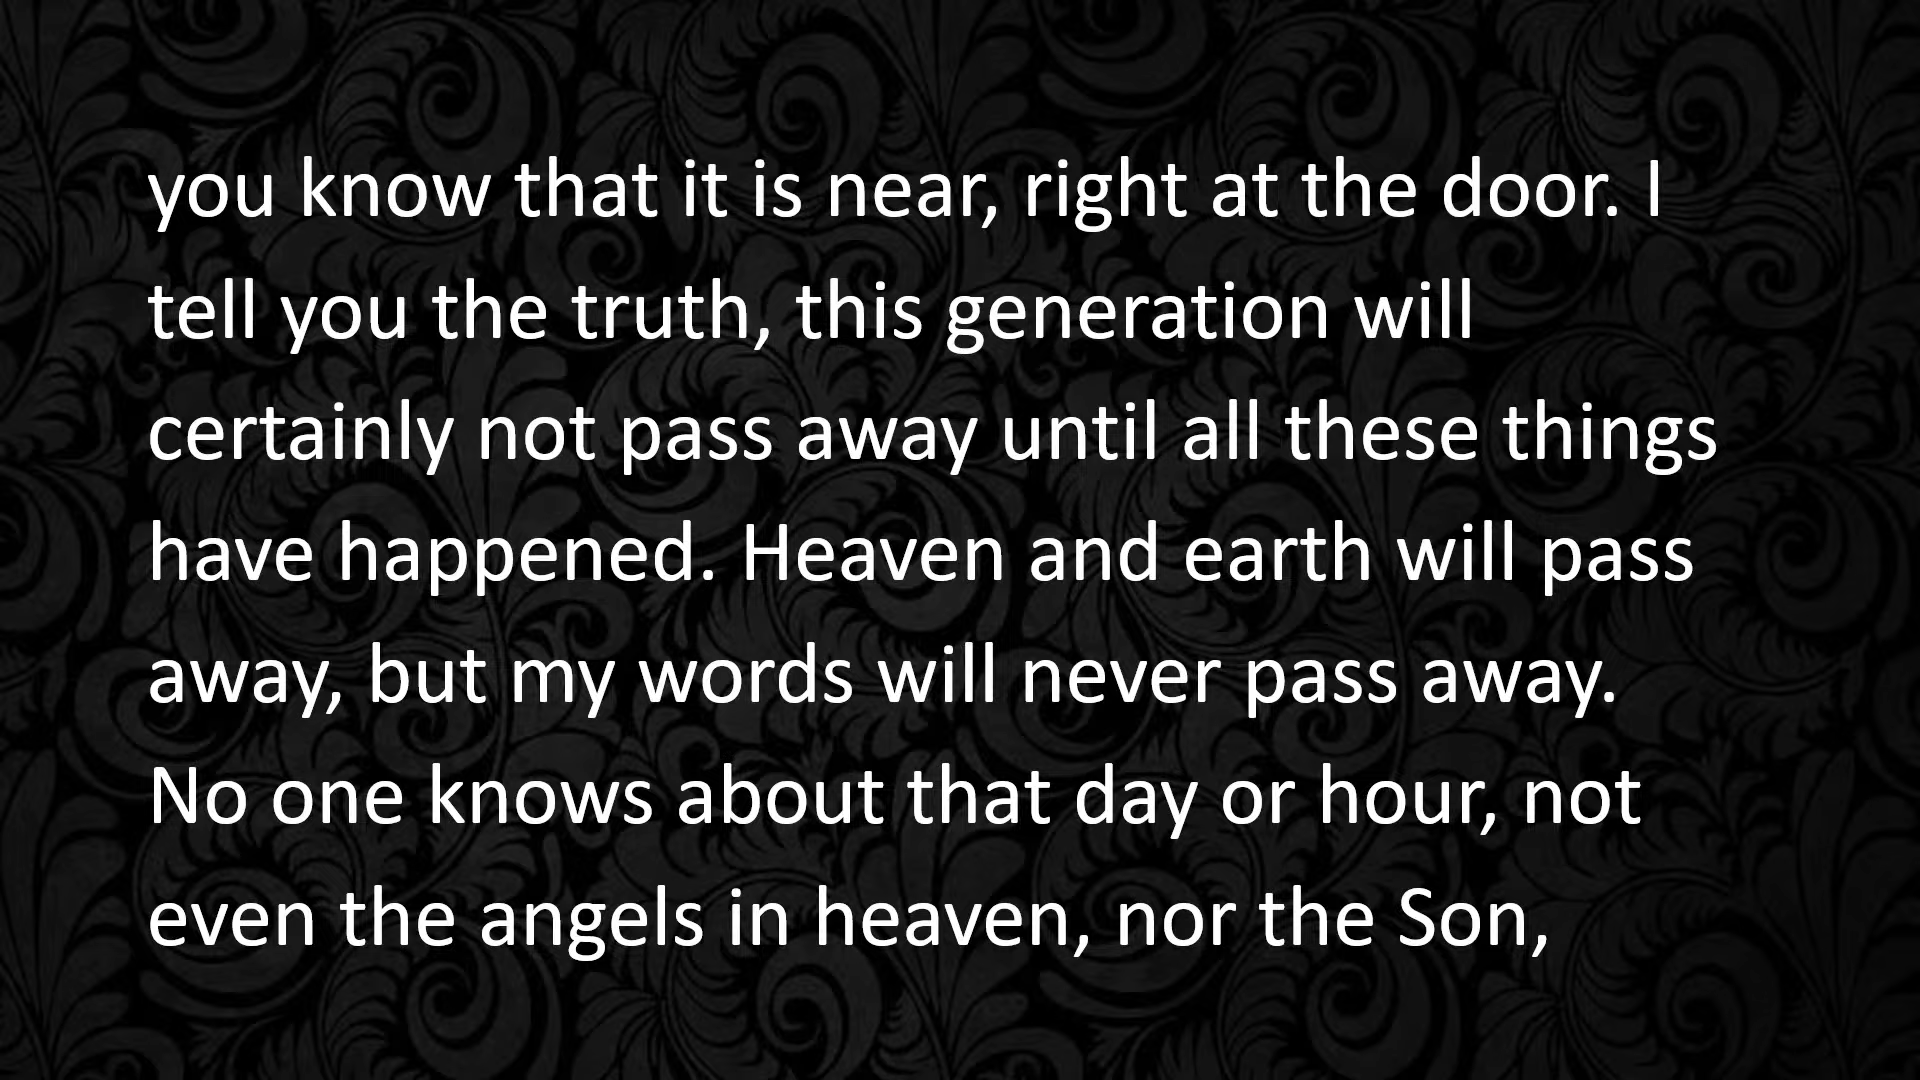 you know that it is near, right at the door. I
tell you the truth, this generation will
certainly not pass away until all these things
have happened. Heaven and earth will pass
away, but my words will never pass away.
No one knows about that day or hour, not
even the angels in heaven, nor the Son,